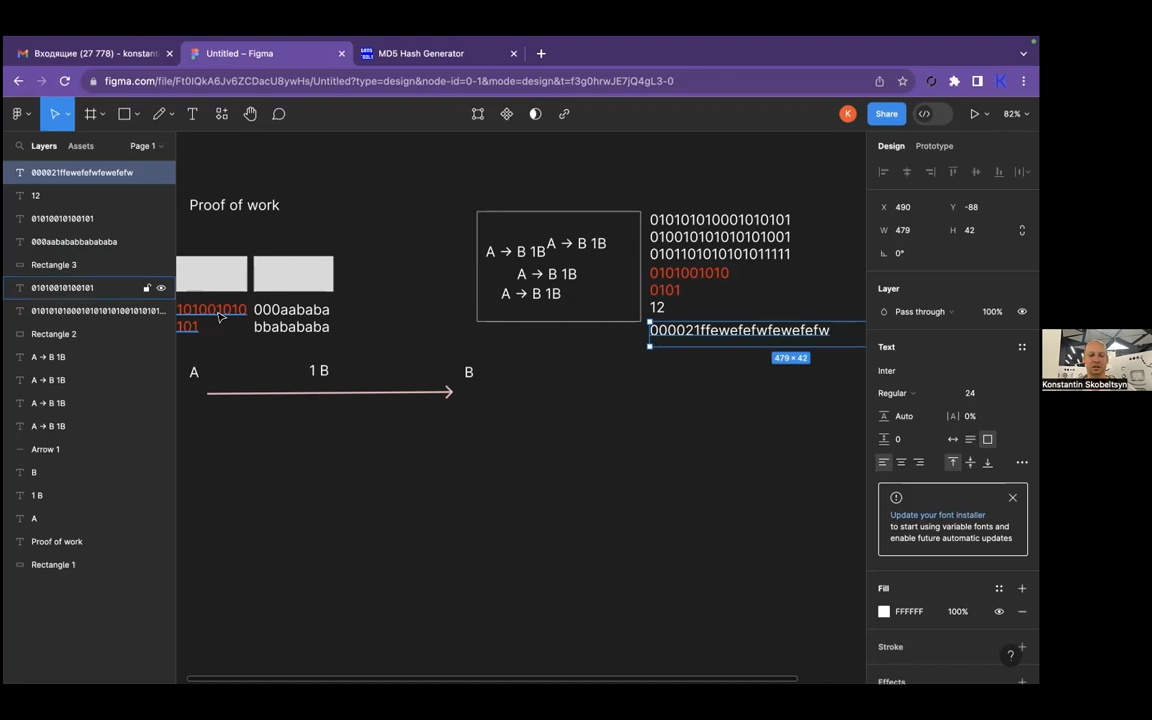 Входящие (27 778) - konstant
Untitled – Figma
MD5 Hash Generator
figma.com/file/Ft0IQkA6Jv6ZCDacU8ywHs/Untitled?type=design&node-id=0-1&mode=design&t=f3g0hrwJE7jQ4gL3-0
K
K
Share
82%
Layers
Assets
Page 1
000021ffewefefwfewefefw
12
01010010100101
000aabababbabababa
Rectangle 3
01010010100101
0101010100010101010100101010101...
Rectangle 2
A → B 1B
A → B 1B
A → B 1B
A → B 1B
Arrow 1
B
1 B
A
Proof of work
Rectangle 1
Proof of work
101001010
101
000aababa
bbabababa
A
1 B
B
A → B 1B
A → B 1B
A → B 1B
A → B 1B
010101010001010101
010010101010101001
010110101010101111
0101001010
0101
12
000021ffewefefwfewefefw
479 × 42
Design
Prototype
X 490
Y -88
W 479
H 42
0°
Layer
Pass through
100%
Text
Inter
Regular
24
A Auto
|A| 0%
0
Update your font installer
to start using variable fonts and
enable future automatic updates
Fill
FFFFFF
100%
Stroke
?
Effects
Konstantin Skobeltsyn